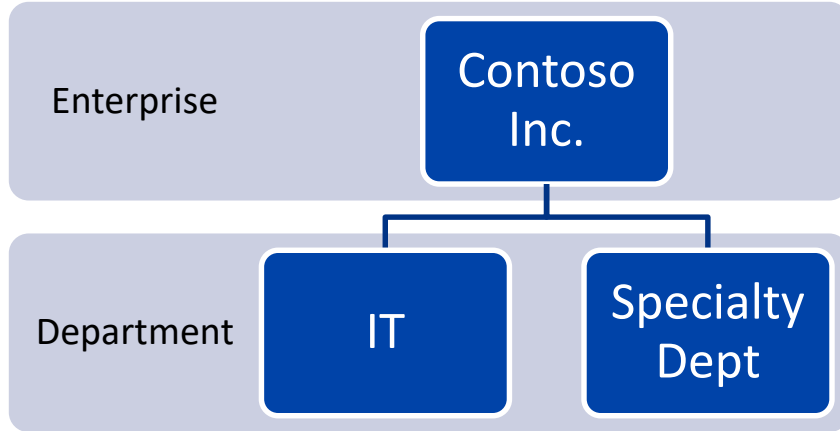 Enterprise
Contoso
Inc.
Department
IT
Specialty
Dept